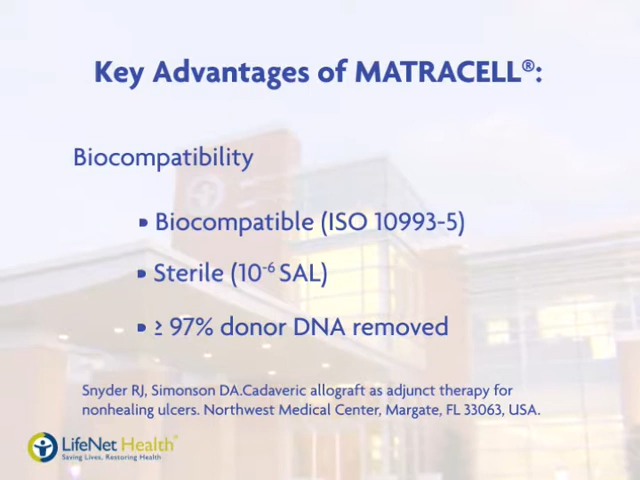 Key Advantages of MATRACELL®:
Biocompatibility
Biocompatible (ISO 10993-5)
Sterile (10⁻⁶ SAL)
≥ 97% donor DNA removed
Snyder RJ, Simonson DA.Cadaveric allograft as adjunct therapy for
nonhealing ulcers. Northwest Medical Center, Margate, FL 33063, USA.
LifeNet Health®
Saving Lives. Restoring Health